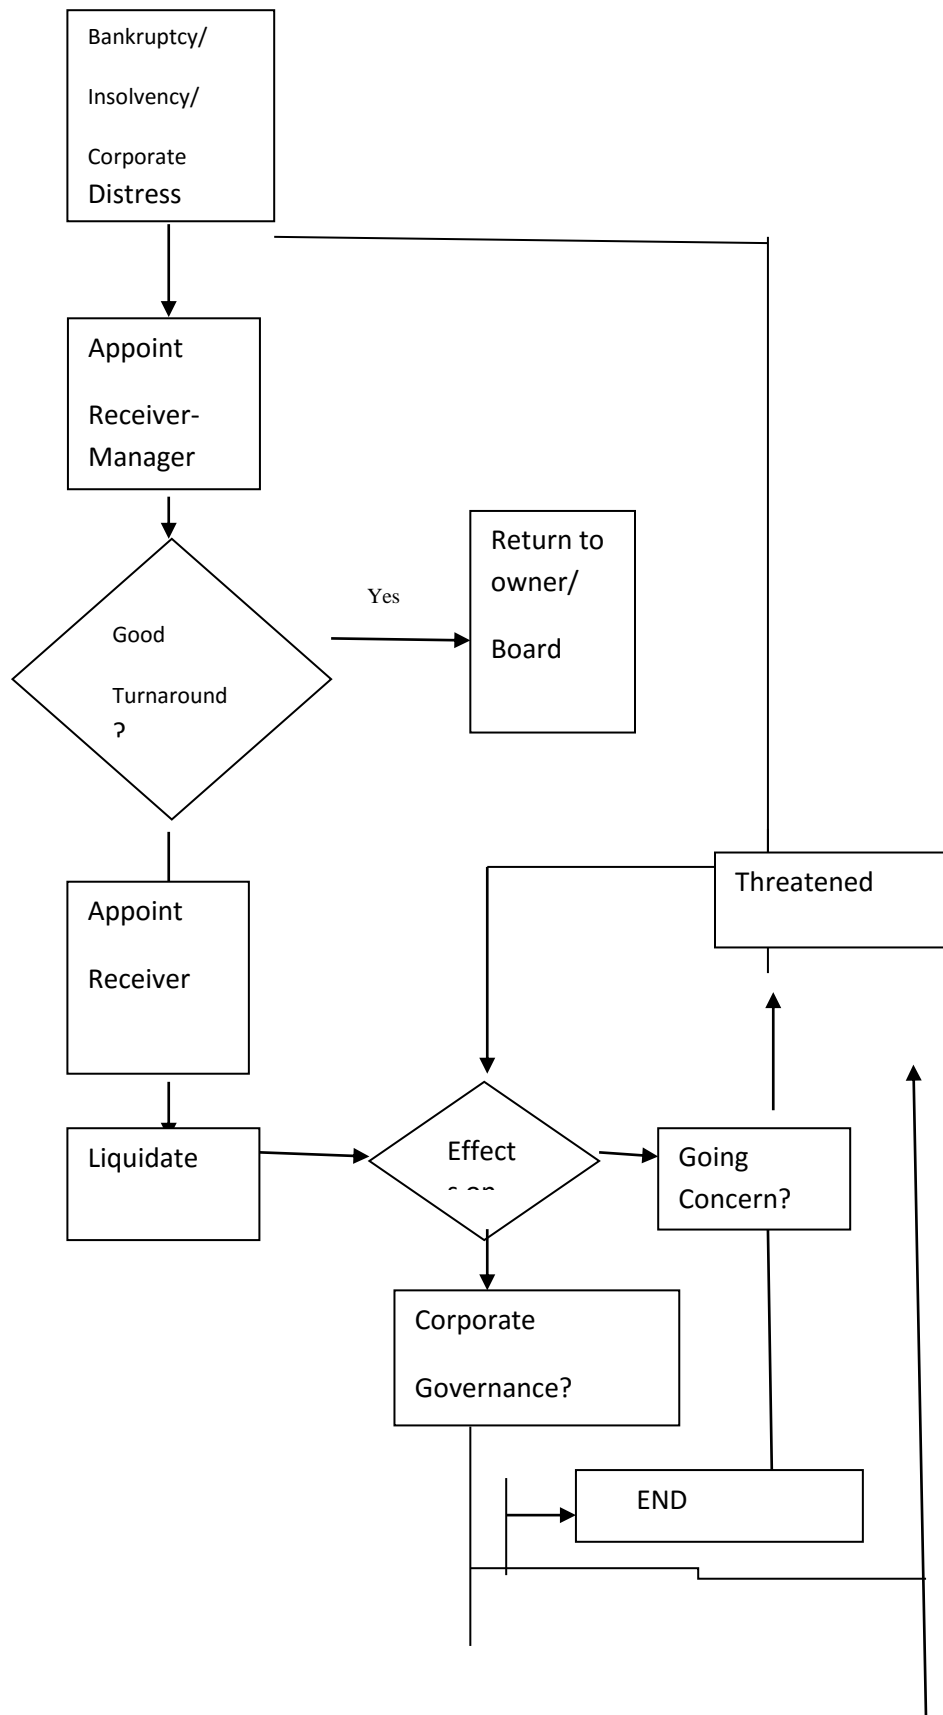 Bankruptcy/
Insolvency/
Corporate
Distress
Appoint
Receiver-
Manager
Return to
owner/
Board
Yes
Good
Turnaround
?
Appoint
Receiver
Threatened
Liquidate
Effect
Going
Concern?
Corporate
Governance?
END